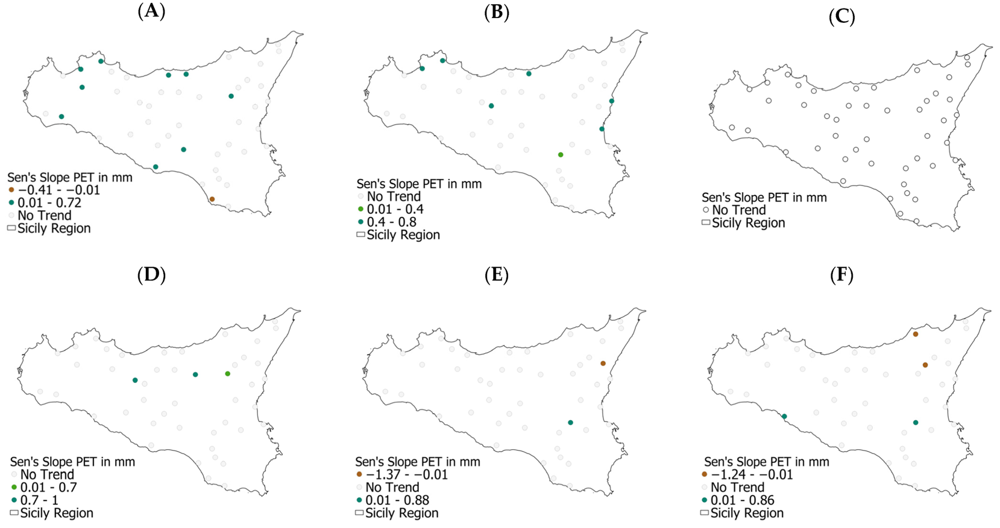 (A)
Sen's Slope PET in mm
−0.41 - −0.01
0.01 - 0.72
No Trend
Sicily Region
(B)
Sen's Slope PET in mm
No Trend
0.01 - 0.4
0.4 - 0.8
Sicily Region
(C)
Sen's Slope PET in mm
No Trend
Sicily Region
(D)
Sen's Slope PET in mm
No Trend
0.01 - 0.7
0.7 - 1
Sicily Region
(E)
Sen's Slope PET in mm
−1.37 - −0.01
No Trend
0.01 - 0.88
Sicily Region
(F)
Sen's Slope PET in mm
−1.24 - −0.01
No Trend
0.01 - 0.86
Sicily Region